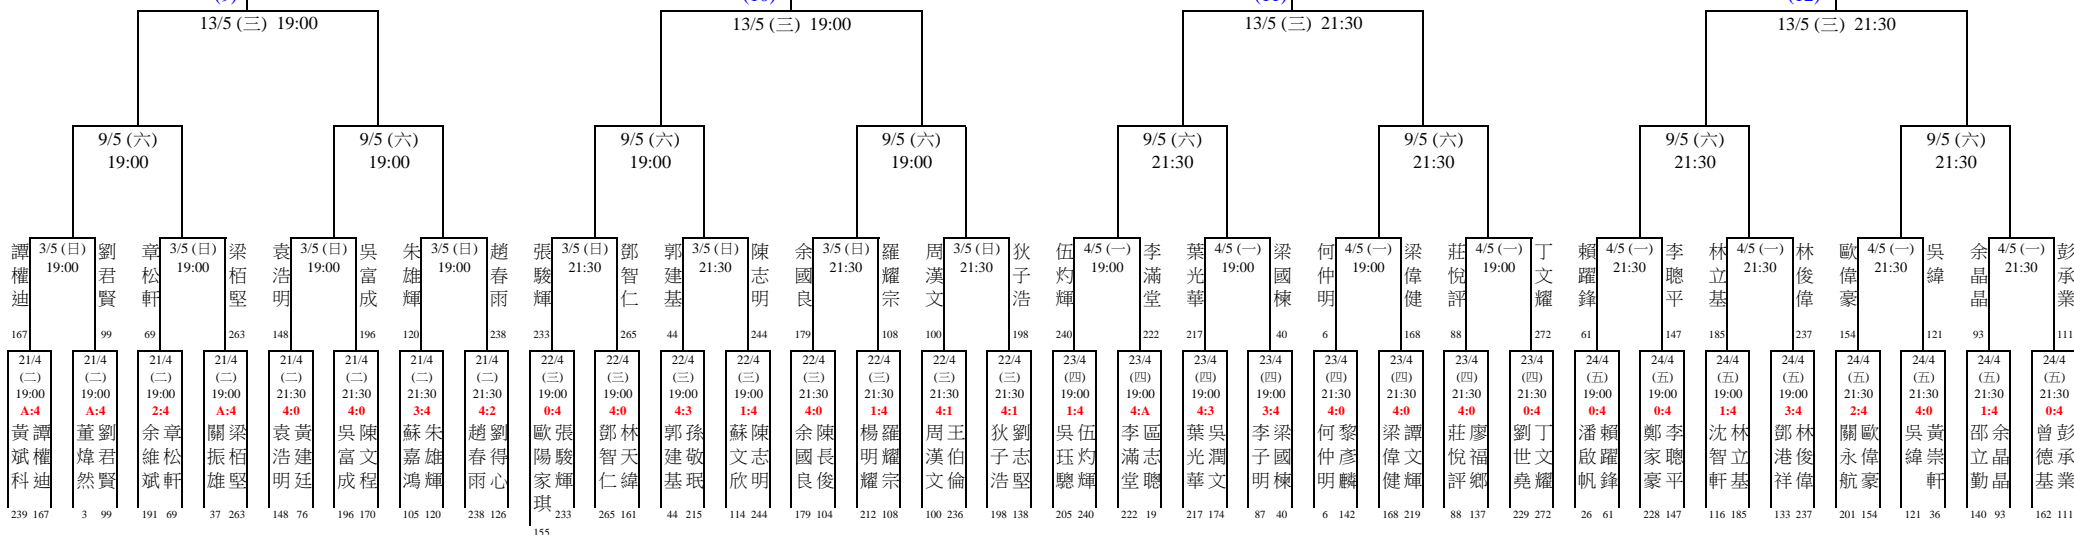 (9) (10) (11) (12)
13/5 (三) 19:00 13/5 (三) 19:00 13/5 (三) 21:30 13/5 (三) 21:30
9/5 (六) 9/5 (六) 9/5 (六) 9/5 (六) 9/5 (六) 9/5 (六) 9/5 (六) 9/5 (六)
19:00 19:00 19:00 19:00 21:30 21:30 21:30 21:30
譚權迪 3/5 (日) 19:00 劉君賢
章松軒 3/5 (日) 19:00 梁栢堅
袁浩明 3/5 (日) 19:00 吳富成
朱雄輝 3/5 (日) 19:00 趙春雨
張駿輝 3/5 (日) 21:30 鄧智仁
郭建基 3/5 (日) 21:30 陳志明
余國良 3/5 (日) 21:30 羅耀宗
周漢文 3/5 (日) 21:30 狄子浩
伍灼輝 4/5 (一) 19:00 李滿堂
葉光華 4/5 (一) 19:00 梁國棟
何仲明 4/5 (一) 19:00 梁偉健
莊悅評 4/5 (一) 19:00 丁文耀
賴躍鋒 4/5 (一) 21:30 李聰平
林立基 4/5 (一) 21:30 林俊偉
歐偉豪 4/5 (一) 21:30 吳緯
余晶晶 4/5 (一) 21:30 彭承業
167 99 69 263 148 196 120 238 233 265 44 244 179 108 100 198 240 222 217 40 6 168 88 272 61 147 185 237 154 121 93 111
21/4 21/4 21/4 21/4 21/4 21/4 21/4 21/4 22/4 22/4 22/4 22/4 22/4 22/4 22/4 22/4 23/4 23/4 23/4 23/4 23/4 23/4 23/4 23/4 24/4 24/4 24/4 24/4 24/4 24/4 24/4 24/4
(二) (二) (二) (二) (二) (二) (二) (二) (三) (三) (三) (三) (三) (三) (三) (三) (四) (四) (四) (四) (四) (四) (四) (四) (五) (五) (五) (五) (五) (五) (五) (五)
19:00 19:00 19:00 19:00 21:30 21:30 21:30 21:30 19:00 19:00 19:00 19:00 21:30 21:30 21:30 21:30 19:00 19:00 19:00 19:00 21:30 21:30 21:30 21:30 19:00 19:00 19:00 19:00 21:30 21:30 21:30 21:30
A:4 A:4 2:4 A:4 4:0 4:0 3:4 4:2 0:4 4:0 4:3 1:4 4:0 1:4 4:1 4:1 1:4 4:A 4:3 3:4 4:0 4:0 4:0 0:4 0:4 0:4 1:4 3:4 2:4 4:0 1:4 0:4
黃斌科 譚權迪
董煒然 劉君賢
余維斌 章松軒
關振雄 梁栢堅
袁浩明 黃建廷
吳富成 陳文程
蘇嘉鴻 朱雄輝
趙春雨 劉得心
歐陽家琪 張駿輝
鄧智仁 林天緯
郭建基 孫敬珉
蘇文欣 陳志明
余國良 陳長俊
楊明耀 羅耀宗
周漢文 王伯倫
狄子浩 劉志堅
吳珏驄 伍灼輝
李滿堂 區志聰
葉光華 吳潤文
李子明 梁國棟
何仲明 黎彥麟
梁偉健 譚文輝
莊悅評 廖福鄉
劉世堯 丁文耀
潘啟帆 賴躍鋒
鄭家豪 李聰平
沈智軒 林立基
鄧港祥 林俊偉
關永航 歐偉豪
吳緯 黃崇軒
邵立勤 余晶晶
曾德基 彭承業
239 167 3 99 191 69 37 263 148 76 196 170 105 120 238 126 233 265 161 44 215 114 244 179 104 212 108 100 236 198 138 205 240 222 19 217 174 87 40 6 142 168 219 88 137 229 272 26 61 228 147 116 185 133 237 201 154 121 36 140 93 162 111
155